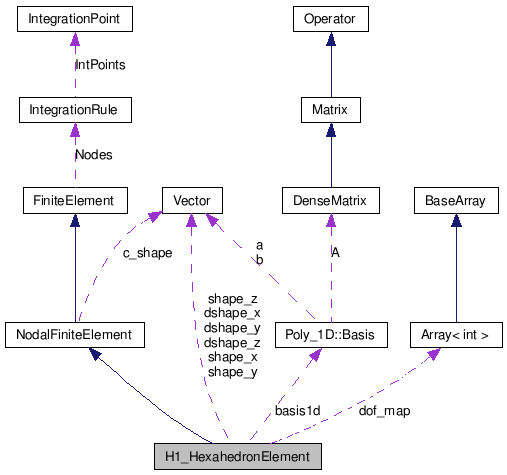 IntegrationPoint
Operator
IntPoints
IntegrationRule
Matrix
Nodes
FiniteElement
Vector
DenseMatrix
BaseArray
c_shape
a
b
A
shape_z
dshape_x
dshape_y
dshape_z
shape_x
shape_y
NodalFiniteElement
Poly_1D::Basis
Array< int >
basis1d
dof_map
H1_HexahedronElement